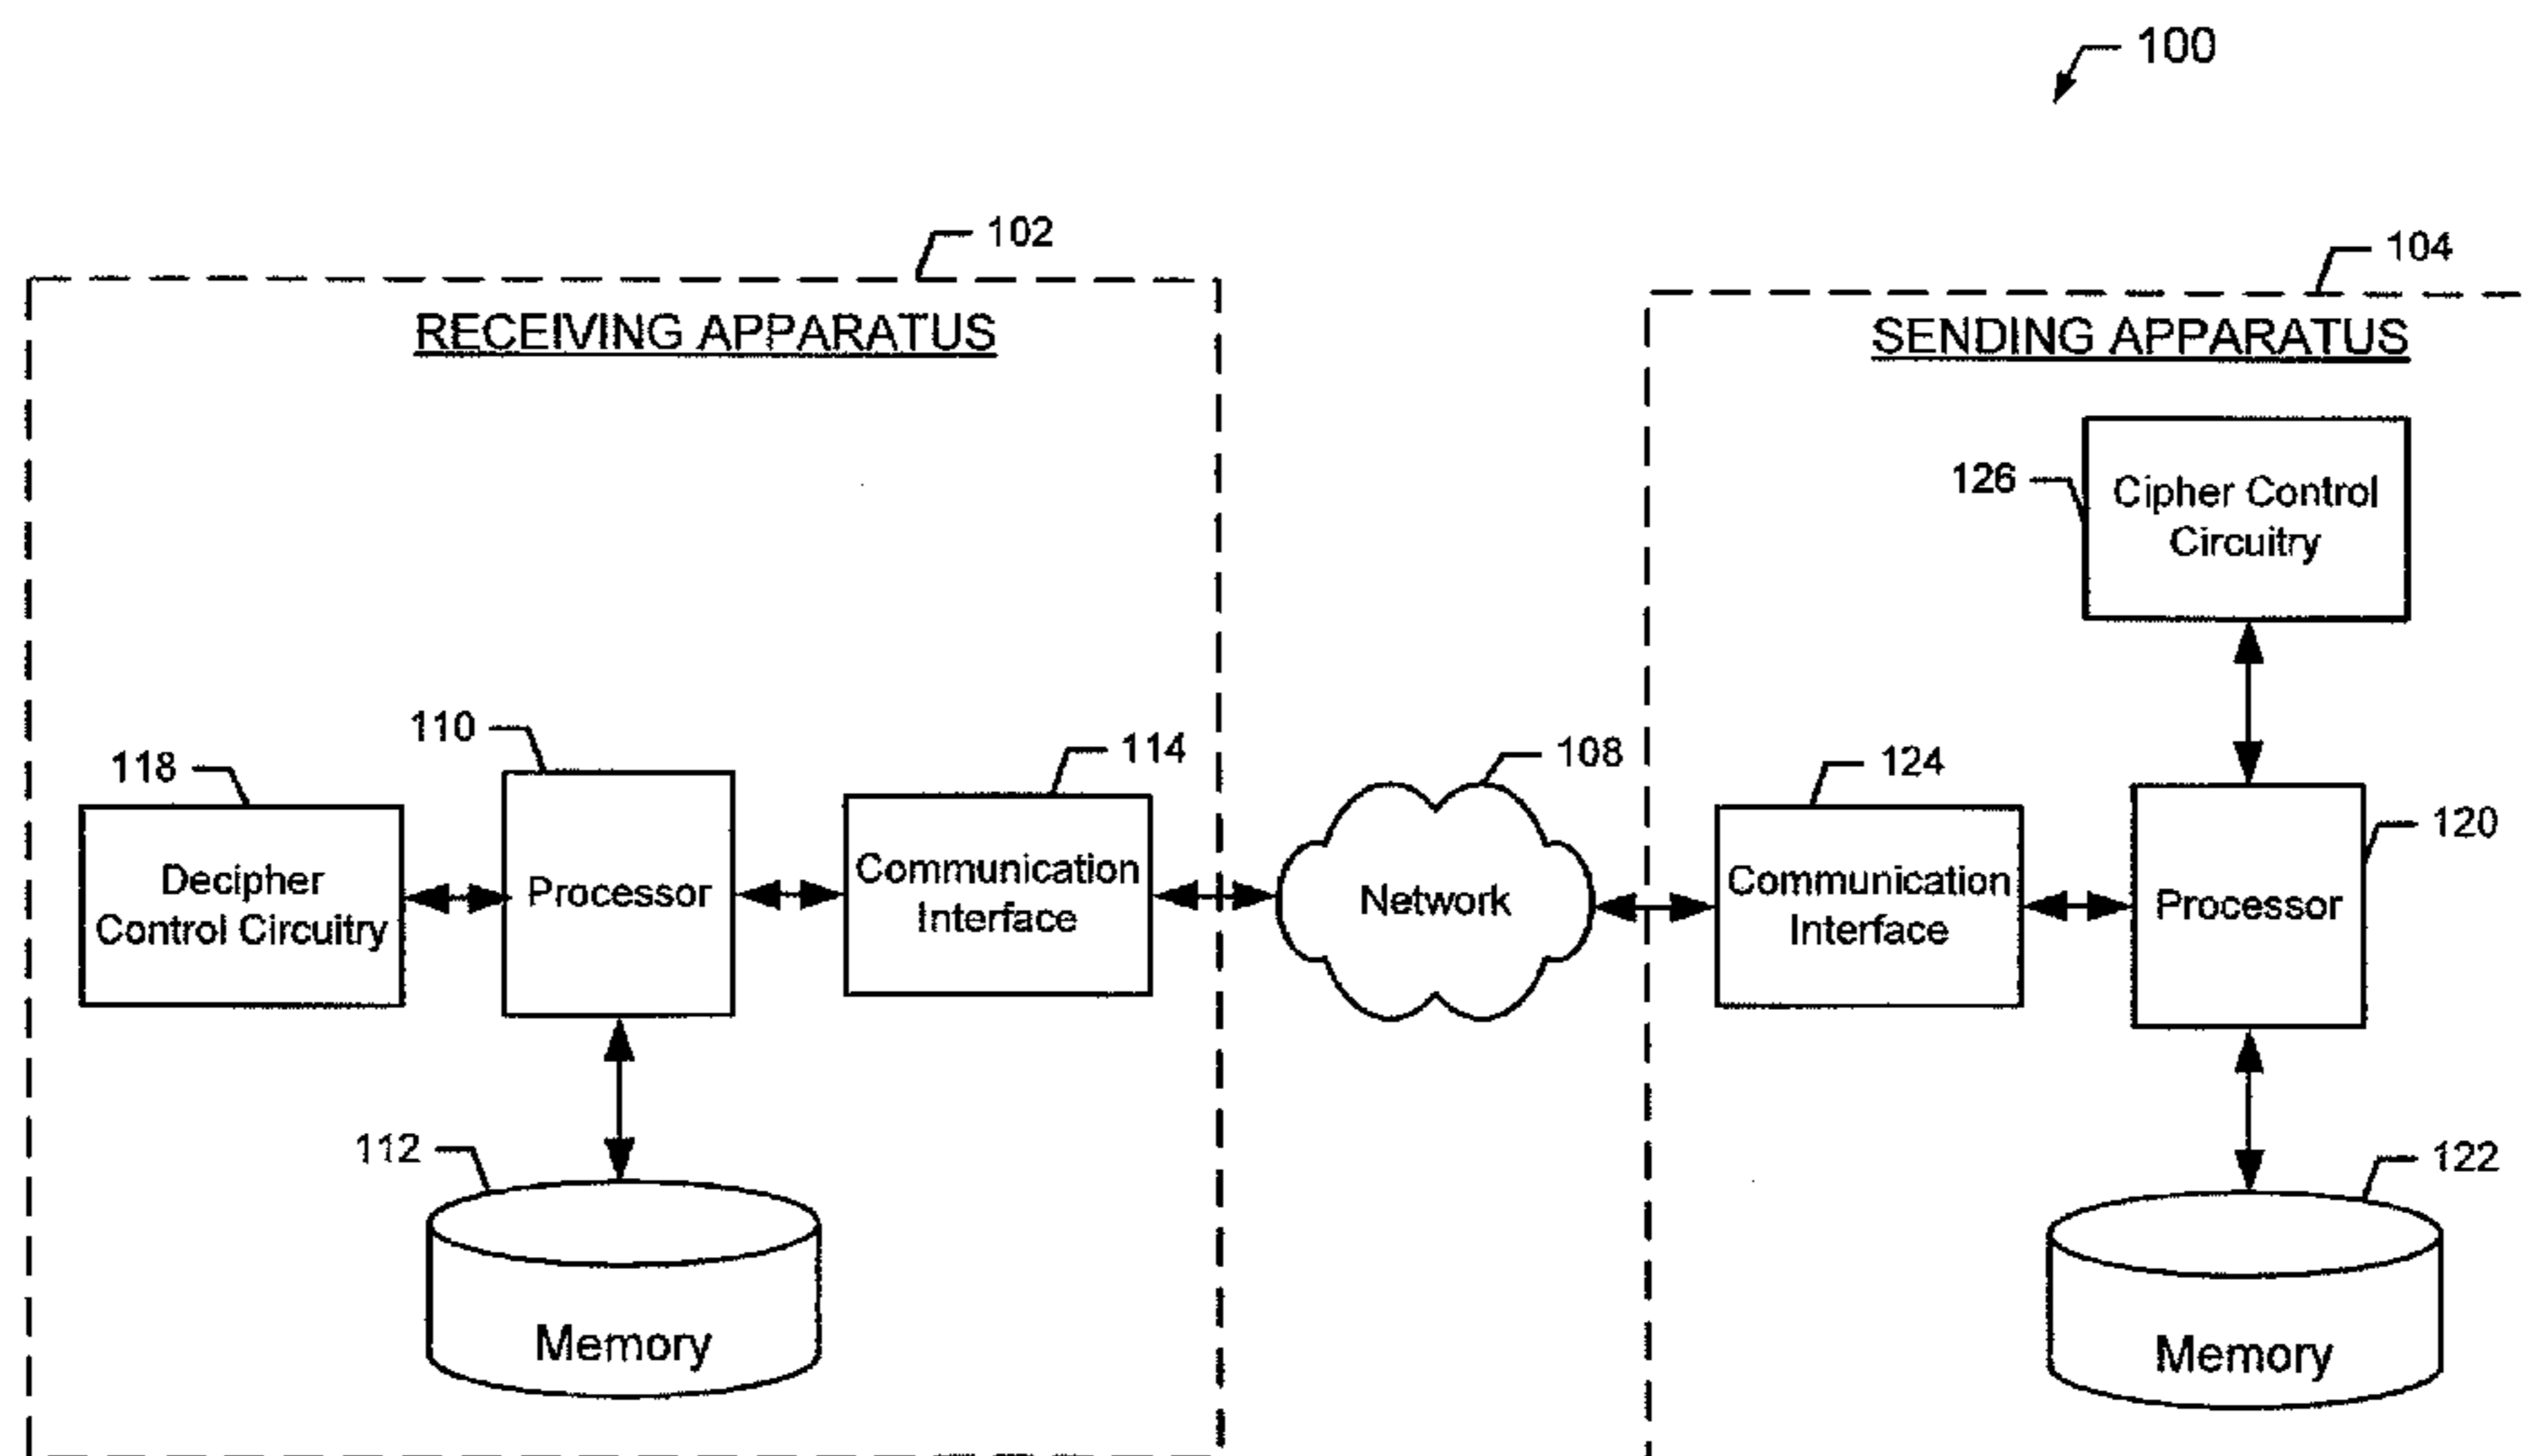 100
102
104
RECEIVING APPARATUS
SENDING APPARATUS
126
Cipher Control
Circuitry
118
110
114
108
124
120
Decipher
Control Circuitry
Processor
Communication
Interface
Network
Communication
Interface
Processor
112
122
Memory
Memory